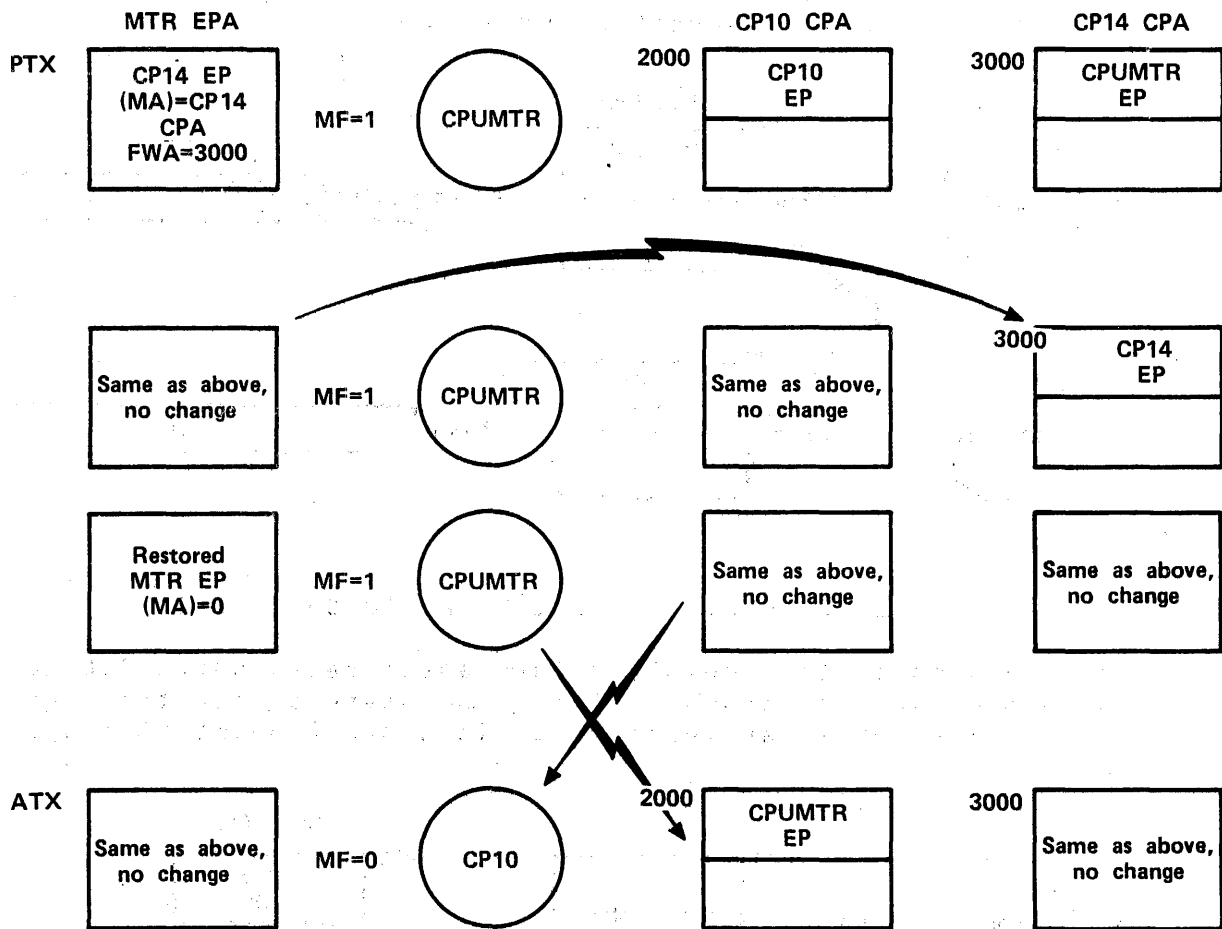 MTR EPA
CP10 CPA
CP14 CPA
PTX
CP14 EP
(MA)=CP14
CPA
FWA=3000
MF=1
CPUMTR
2000
CP10
EP
3000
CPUMTR
EP
Same as above,
no change
MF=1
CPUMTR
Same as above,
no change
3000
CP14
EP
Restored
MTR EP
(MA)=0
MF=1
CPUMTR
Same as above,
no change
Same as above,
no change
ATX
Same as above,
no change
MF=0
CP10
2000
CPUMTR
EP
3000
Same as above,
no change